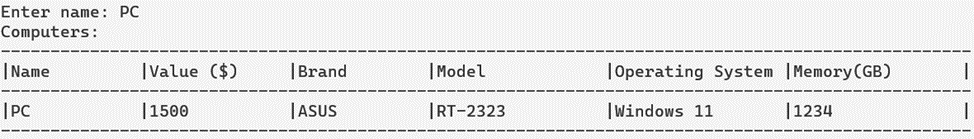 Enter name: PC
Computers:
--------------------------------------------------------------------------------------------------
|Name         |Value ($)     |Brand        |Model            |Operating System |Memory(GB)       |
--------------------------------------------------------------------------------------------------
|PC           |1500          |ASUS         |RT-2323          |Windows 11       |1234             |
--------------------------------------------------------------------------------------------------